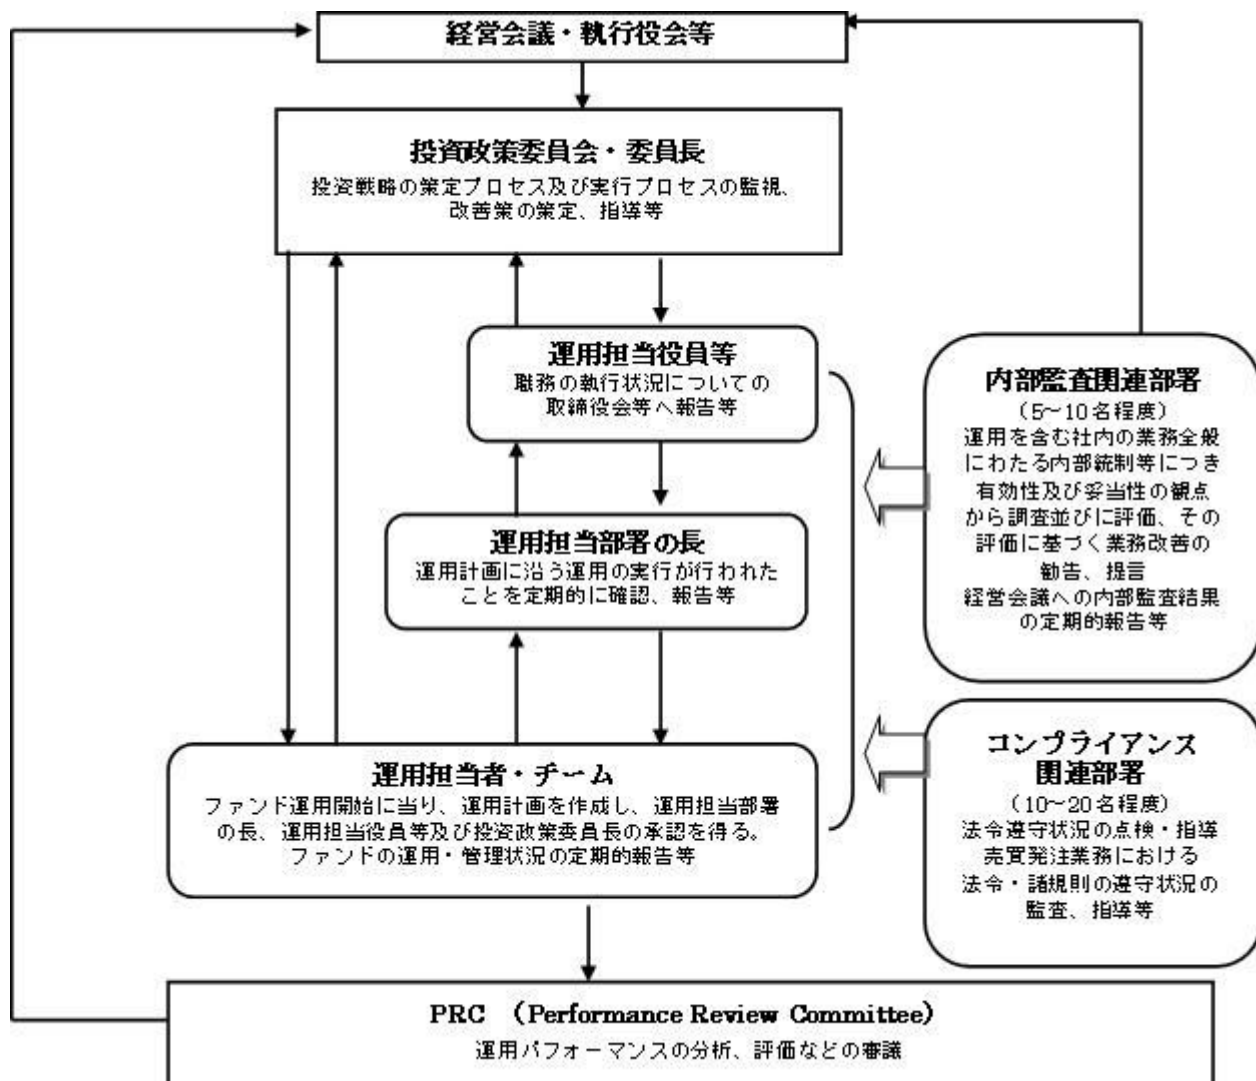 経営会議・執行役会等
投資政策委員会・委員長
投資戦略の策定プロセス及び実行プロセスの監視、
改善策の策定、指導等
運用担当役員等
職務の執行状況についての
取締役会等へ報告等
運用担当部署の長
運用計画に沿う運用の実行が行われた
ことを定期的に確認、報告等
運用担当者・チーム
ファンド運用開始に当り、運用計画を作成し、運用担当部署
の長、運用担当役員等及び投資政策委員長の承認を得る。
ファンドの運用・管理状況の定期的報告等
内部監査関連部署
（5～10名程度）
運用を含む社内の業務全般
にわたる内部統制等につき
有効性及び妥当性の観点
から調査並びに評価、その
評価に基づく業務改善の
勧告、提言
経営会議への内部監査結果
の定期的報告等
コンプライアンス
関連部署
（10～20名程度）
法令遵守状況の点検・指導
売買発注業務における
法令・諸規則の遵守状況の
監査、指導等
PRC （Performance Review Committee）
運用パフォーマンスの分析、評価などの審議